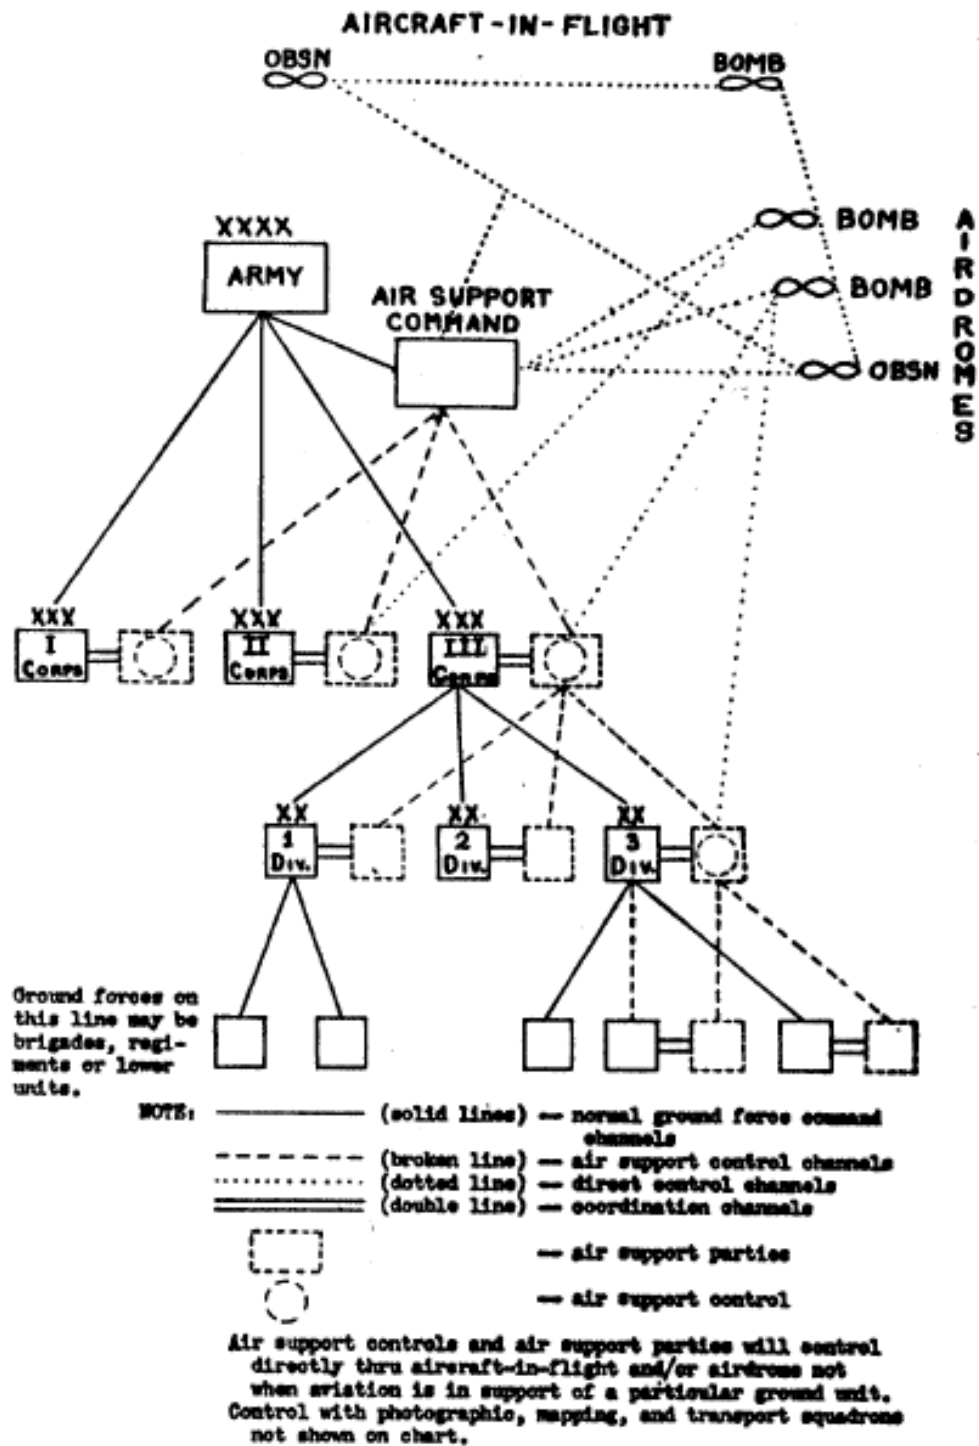 AIRCRAFT-IN-FLIGHT
OBSN
BOMB
XXXX
ARMY
AIR SUPPORT
COMMAND
BOMB
BOMB
OBSN
AIRDROMES
XXX
I
CORPS
XXX
II
CORPS
XXX
III
CORPS
XX
1
DIV.
XX
2
DIV.
XX
3
DIV.
Ground forces on
this line may be
brigades, regi-
ments or lower
units.
NOTE:
(solid lines) — normal ground force command
channels
(broken line) — air support control channels
(dotted line) — direct control channels
(double line) — coordination channels
— air support parties
— air support control
Air support controls and air support parties will control
directly thru aircraft-in-flight and/or airdrome not
when aviation is in support of a particular ground unit.
Control with photographic, mapping, and transport squadrons
not shown on chart.